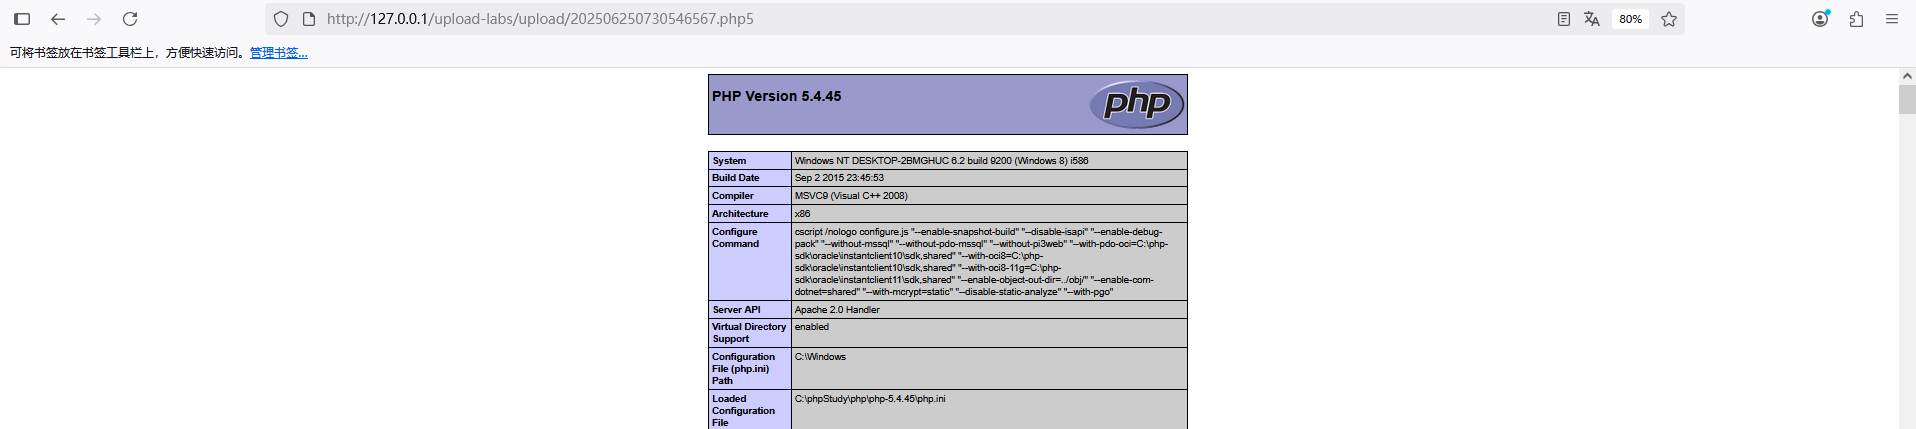 http://127.0.0.1/upload-labs/upload/202506250730546567.php5
80%
可将书签放在书签工具栏上，方便快速访问。管理书签...
PHP Version 5.4.45
php
System
Windows NT DESKTOP-2BMGHUC 6.2 build 9200 (Windows 8) i586
Build Date
Sep 2 2015 23:45:53
Compiler
MSVC9 (Visual C++ 2008)
Architecture
x86
Configure
Command
cscript /nologo configure.js "--enable-snapshot-build" "--disable-isapi" "--enable-debug-
pack" "--without-mssql" "--without-pdo-mssql" "--without-pi3web" "--with-pdo-oci=C:\php-
sdk\oracle\instantclient10\sdk,shared" "--with-oci8=C:\php-
sdk\oracle\instantclient10\sdk,shared" "--with-oci8-11g=C:\php-
sdk\oracle\instantclient11\sdk,shared" "--enable-object-out-dir=../obj/" "--enable-com-
dotnet=shared" "--with-mcrypt=static" "--disable-static-analyze" "--with-pgo"
Server API
Apache 2.0 Handler
Virtual Directory
Support
enabled
Configuration
File (php.ini)
Path
C:\Windows
Loaded
Configuration
File
C:\phpStudy\php\php-5.4.45\php.ini